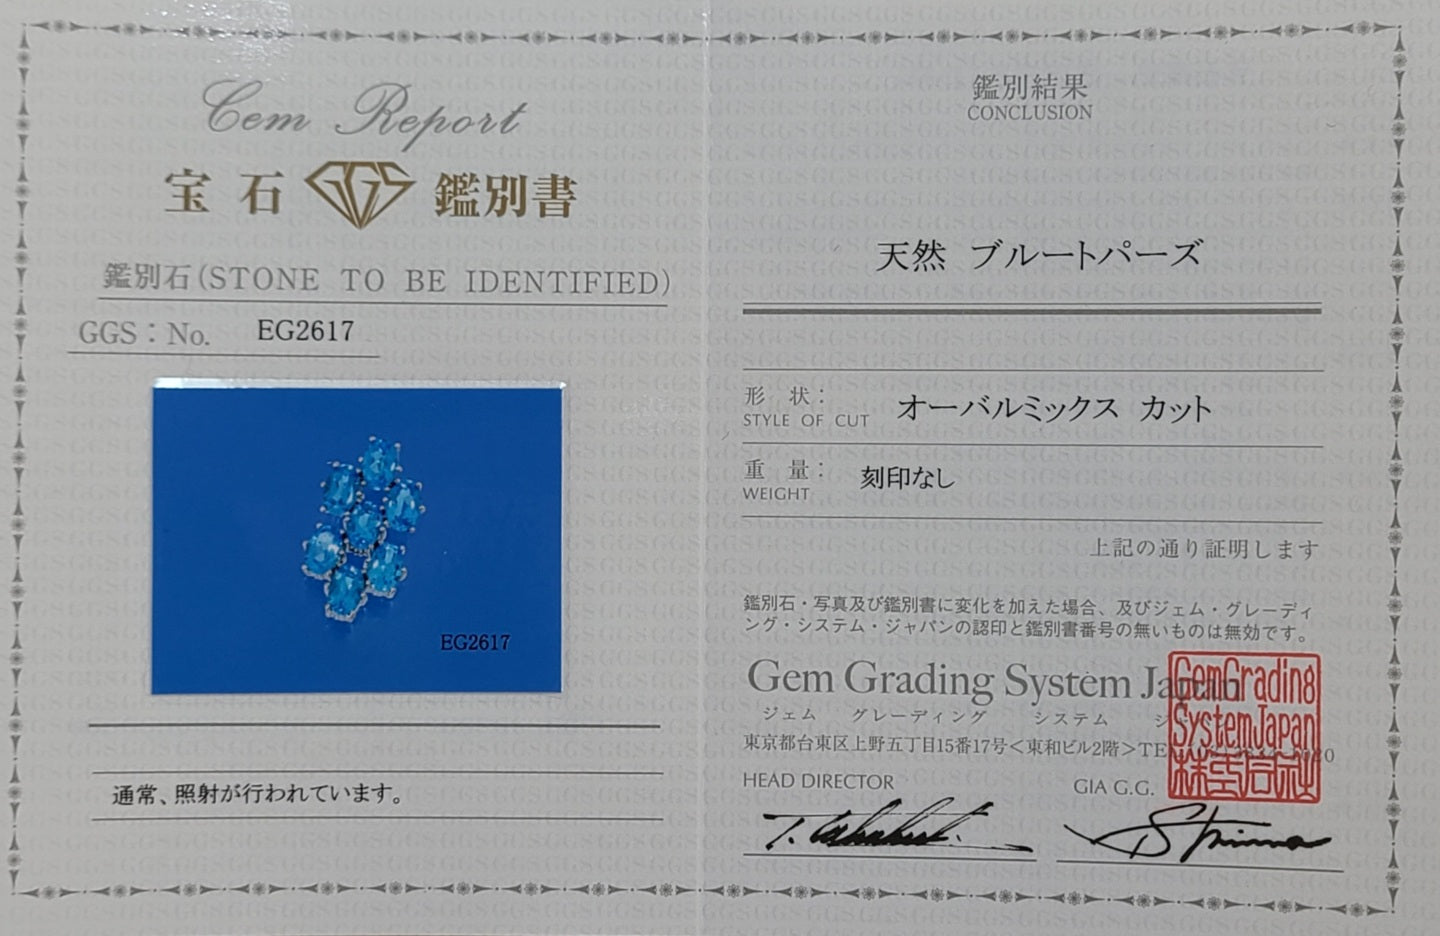 Gem Report
宝石 GGS 鑑別書
鑑別石(STONE TO BE IDENTIFIED)
GGS：No. EG2617
EG2617
通常、照射が行われています。
鑑別結果
CONCLUSION
天然 ブルートパーズ
形 状： オーバルミックス カット
STYLE OF CUT
重 量： 刻印なし
WEIGHT
上記の通り証明します
鑑別石・写真及び鑑別書に変化を加えた場合、及びジェム・グレーディ
ング・システム・ジャパンの認印と鑑別書番号の無いものは無効です。
Gem Grading System Japan
ジェム グレーディング システム
東京都台東区上野五丁目15番17号＜東和ビル2階＞
HEAD DIRECTOR
GIA G.G.
GemGrading
SystemJapan